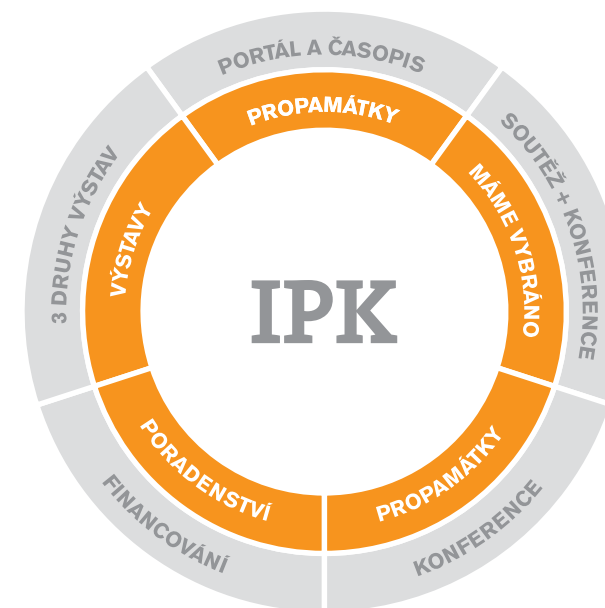 PORTÁL A ČASOPIS
PROPAMÁTKY
SOUTĚŽ + KONFERENCE
MÁME VYBRÁNO
KONFERENCE
PROPAMÁTKY
FINANCOVÁNÍ
PORADENSTVÍ
3 DRUHY VÝSTAV
VÝSTAVY
IPK